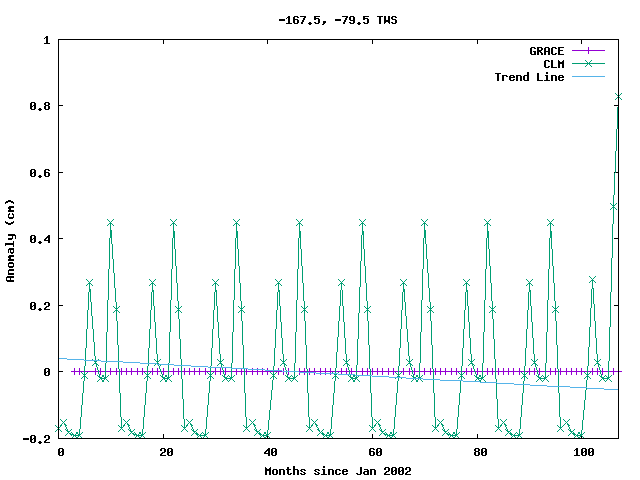 -167.5, -79.5 TWS
GRACE
CLM
Trend Line
1
0.8
0.6
0.4
0.2
0
-0.2
Anomaly (cm)
0 20 40 60 80 100
Months since Jan 2002